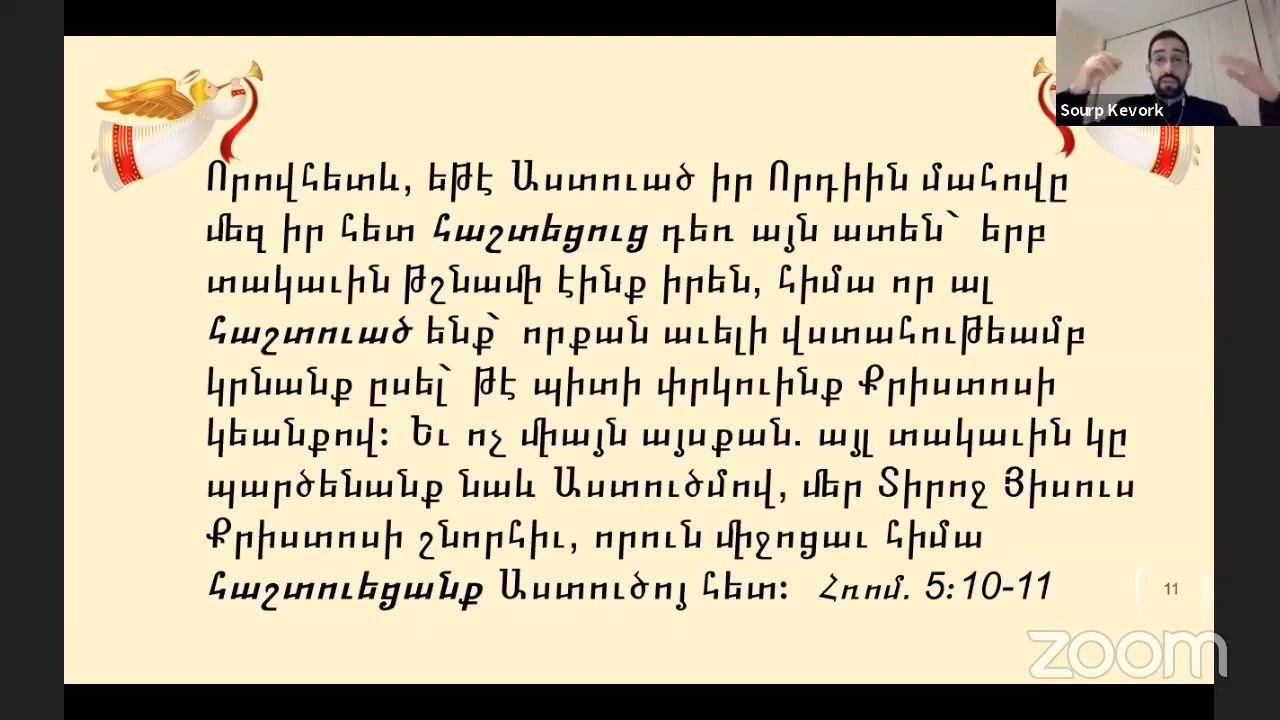 Sourp Kevork
Որովհետև, եթէ Աստուած իր Որդիին մահովը
մեզ իր հետ հաշտեցուց դեռ այն ատեն՝ երբ
տակաւին թշնամի էինք իրեն, հիմա որ ալ
հաշտուած ենք՝ որքան աւելի վստահութեամբ
կրնանք ըսել՝ թէ պիտի փրկուինք Քրիստոսի
կեանքով։ Եւ ոչ միայն այսքան. այլ տակաւին կը
պարծենանք նաև Աստուծմով, մեր Տիրոջ Յիսուս
Քրիստոսի շնորհիւ, որուն միջոցաւ հիմա
հաշտուեցանք Աստուծոյ հետ։ Հռոմ. 5։10-11
11
zoom